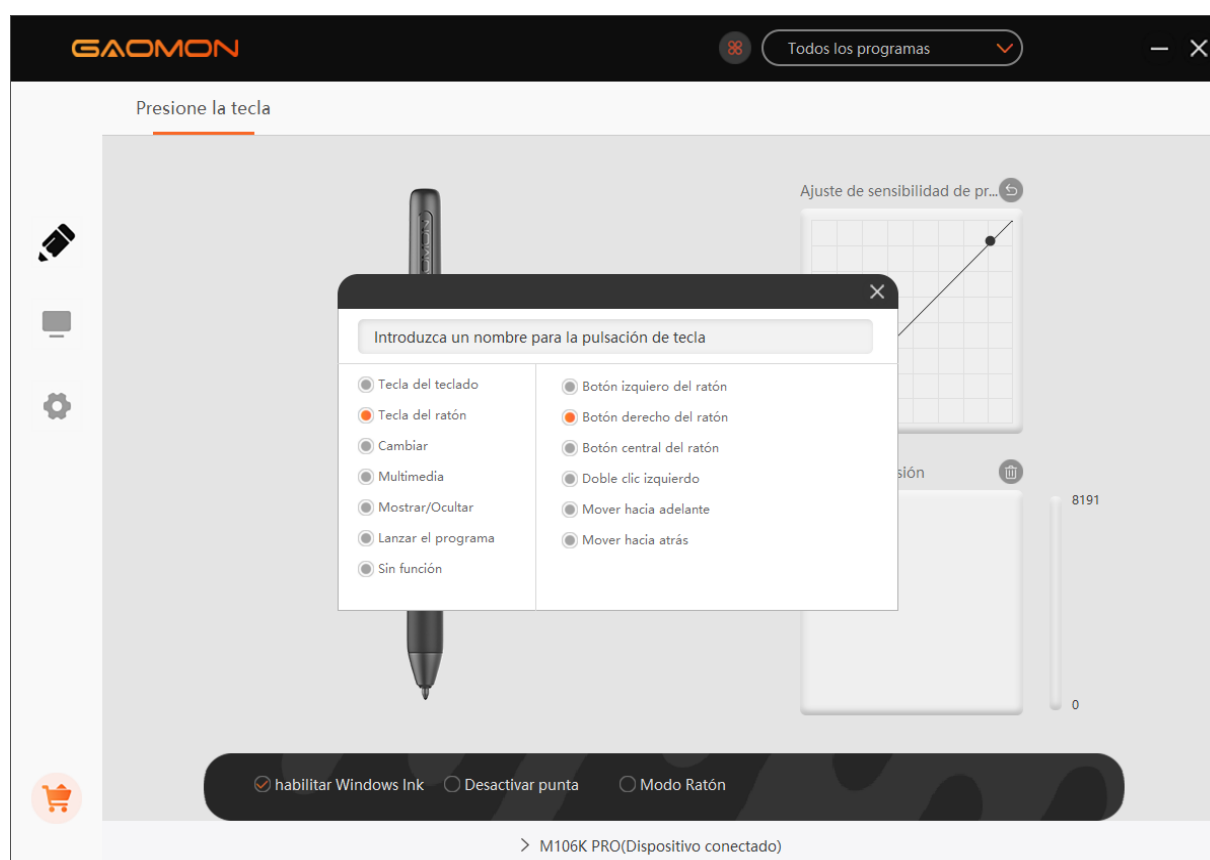 GAOMON
Todos los programas
Presione la tecla
Ajuste de sensibilidad de pr...
Introduzca un nombre para la pulsación de tecla
Tecla del teclado
Tecla del ratón
Cambiar
Multimedia
Mostrar/Ocultar
Lanzar el programa
Sin función
Botón izquiero del ratón
Botón derecho del ratón
Botón central del ratón
Doble clic izquierdo
Mover hacia adelante
Mover hacia atrás
sión
8191
0
habilitar Windows Ink
Desactivar punta
Modo Ratón
M106K PRO(Dispositivo conectado)